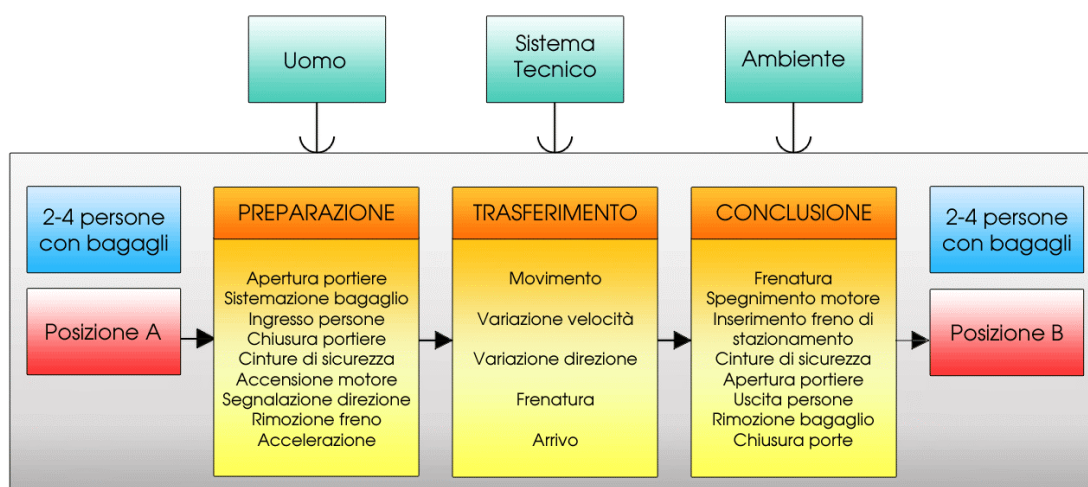 Uomo
Sistema
Tecnico
Ambiente
2-4 persone
con bagagli
Posizione A
PREPARAZIONE
Apertura portiere
Sistemazione bagaglio
Ingresso persone
Chiusura portiere
Cinture di sicurezza
Accensione motore
Segnalazione direzione
Rimozione freno
Accelerazione
TRASFERIMENTO
Movimento
Variazione velocità
Variazione direzione
Frenatura
Arrivo
CONCLUSIONE
Frenatura
Spegnimento motore
Inserimento freno di
stazionamento
Cinture di sicurezza
Apertura portiere
Uscita persone
Rimozione bagaglio
Chiusura porte
2-4 persone
con bagagli
Posizione B